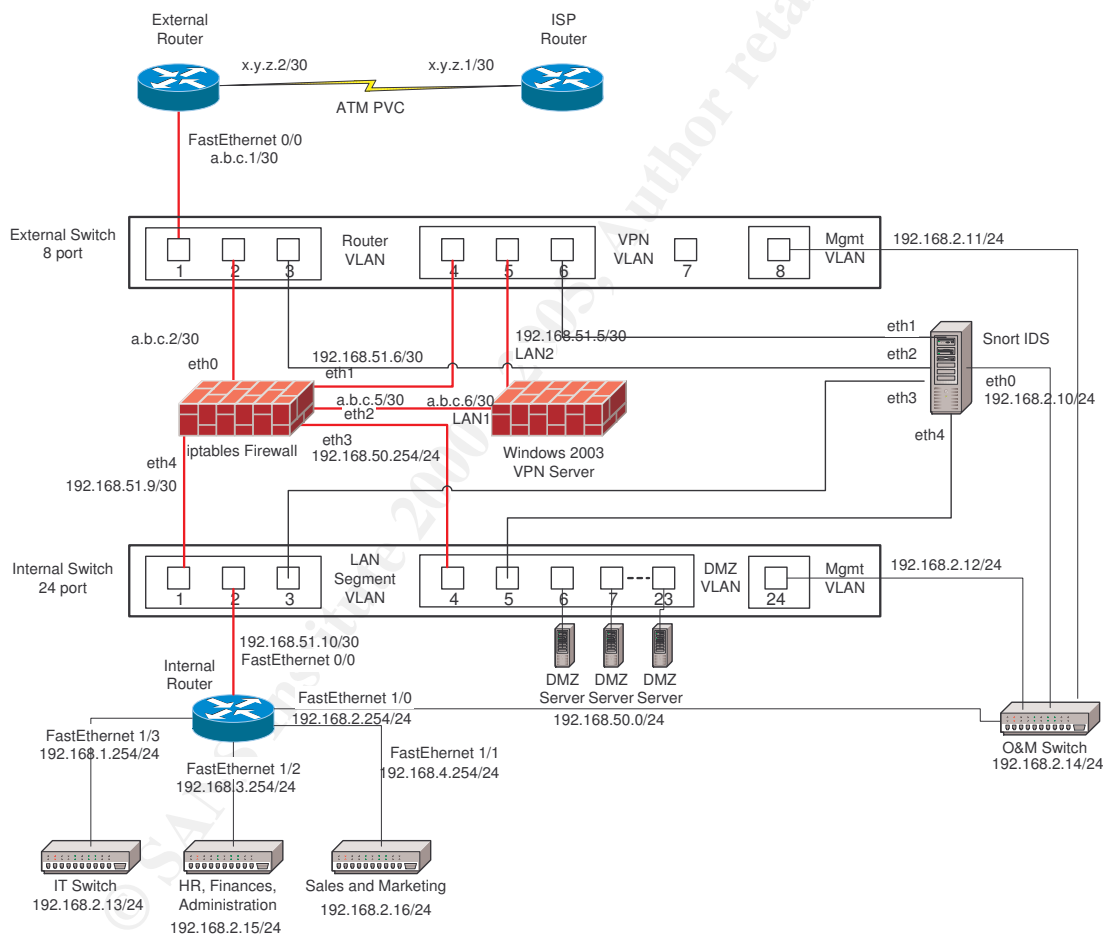 External
Router
ISP
Router
x.y.z.2/30
x.y.z.1/30
ATM PVC
FastEthernet 0/0
a.b.c.1/30
External Switch
8 port
1
2
3
Router
VLAN
4
5
6
VPN
VLAN
7
8
Mgmt
VLAN
192.168.2.11/24
a.b.c.2/30
eth0
192.168.51.6/30
eth1
192.168.51.5/30
LAN2
eth1
eth2
Snort IDS
eth0
192.168.2.10/24
eth3
eth4
a.b.c.5/30
eth2
a.b.c.6/30
LAN1
iptables Firewall
eth3
192.168.50.254/24
Windows 2003
VPN Server
eth4
192.168.51.9/30
Internal Switch
24 port
1
2
3
LAN
Segment
VLAN
4
5
6
7
23
DMZ
VLAN
24
Mgmt
VLAN
192.168.2.12/24
192.168.51.10/30
FastEthernet 0/0
DMZ
Server
DMZ
Server
DMZ
Server
192.168.50.0/24
Internal
Router
FastEthernet 1/0
192.168.2.254/24
FastEthernet 1/3
192.168.1.254/24
FastEthernet 1/2
192.168.3.254/24
FastEthernet 1/1
192.168.4.254/24
O&M Switch
192.168.2.14/24
IT Switch
192.168.2.13/24
HR, Finances,
Administration
192.168.2.15/24
Sales and Marketing
192.168.2.16/24
© SANS Institute 2000 - 2005, Author reta